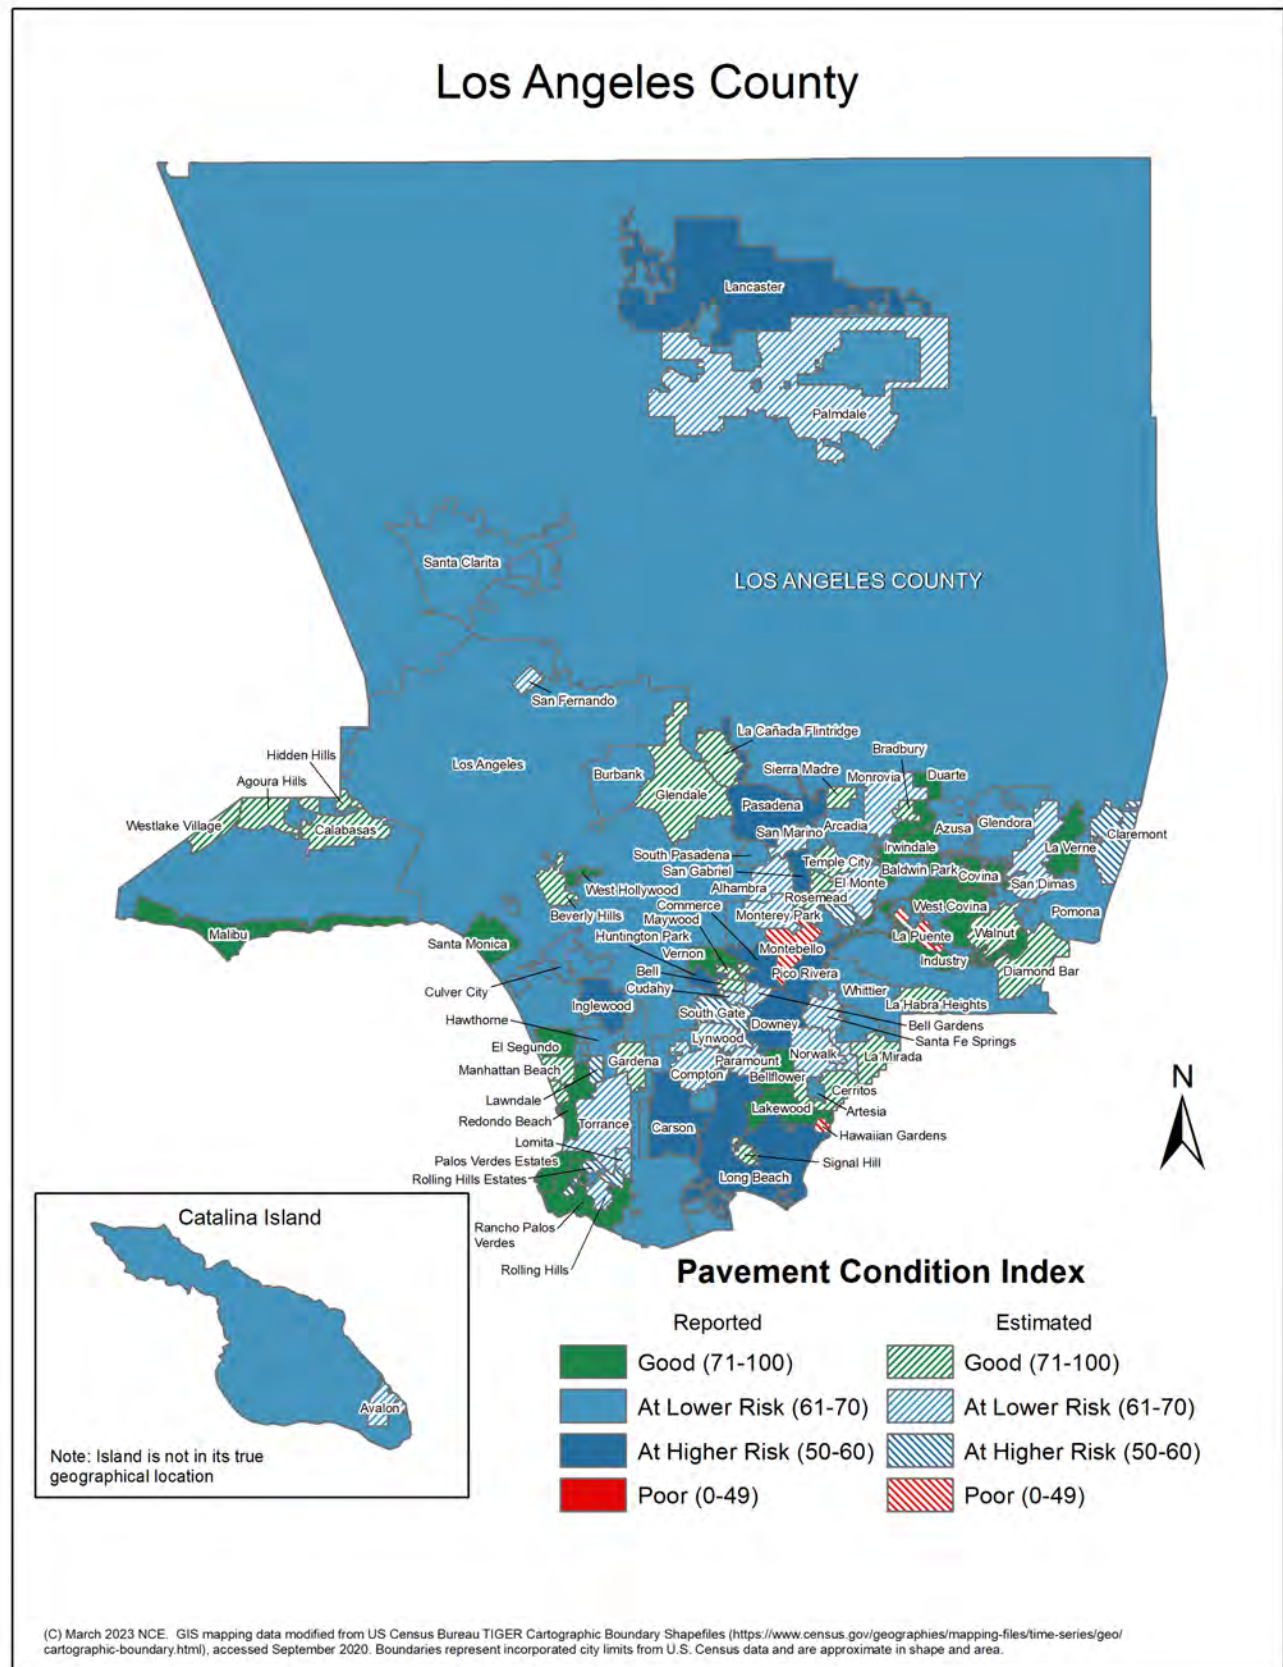 Los Angeles County
Lancaster
Palmdale
Santa Clarita
LOS ANGELES COUNTY
San Fernando
La Cañada Flintridge
Bradbury
Hidden Hills
Los Angeles
Burbank
Sierra Madre
Monrovia
Duarte
Agoura Hills
Glendale
Pasadena
Westlake Village
Calabasas
San Marino
Arcadia
Azusa
Glendora
Claremont
South Pasadena
Irwindale
La Verne
San Gabriel
Temple City
Baldwin Park
Covina
West Hollywood
Alhambra
El Monte
San Dimas
Commerce
Rosemead
Beverly Hills
Maywood
Monterey Park
West Covina
Pomona
Malibu
Santa Monica
Huntington Park
Montebello
La Puente
Walnut
Vernon
Industry
Bell
Pico Rivera
Diamond Bar
Culver City
Cudahy
Whittier
Inglewood
La Habra Heights
Hawthorne
South Gate
Downey
Bell Gardens
Santa Fe Springs
El Segundo
Lynwood
Gardena
Paramount
Norwalk
La Mirada
Manhattan Beach
Compton
Bellflower
Cerritos
Lawndale
Lakewood
Artesia
Redondo Beach
Torrance
Carson
Hawaiian Gardens
Lomita
Palos Verdes Estates
Signal Hill
Rolling Hills Estates
Long Beach
Rancho Palos
Verdes
Rolling Hills
N
Catalina Island
Avalon
Note: Island is not in its true
geographical location
Pavement Condition Index
Reported Estimated
Good (71-100) Good (71-100)
At Lower Risk (61-70) At Lower Risk (61-70)
At Higher Risk (50-60) At Higher Risk (50-60)
Poor (0-49) Poor (0-49)
(C) March 2023 NCE. GIS mapping data modified from US Census Bureau TIGER Cartographic Boundary Shapefiles (https://www.census.gov/geographies/mapping-files/time-series/geo/
cartographic-boundary.html), accessed September 2020. Boundaries represent incorporated city limits from U.S. Census data and are approximate in shape and area.